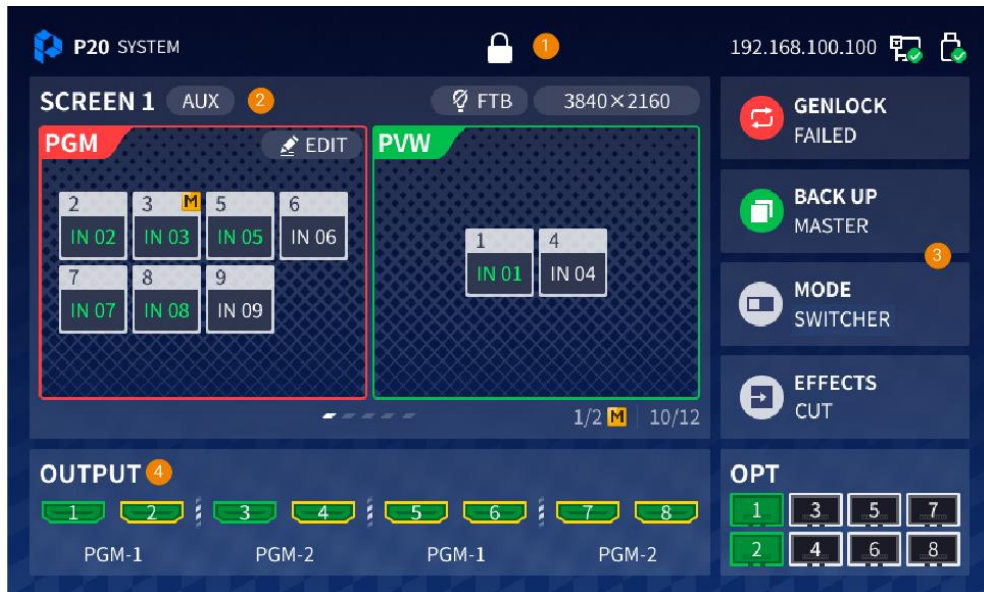 P20 SYSTEM
1
192.168.100.100
SCREEN 1 AUX 2
FTB 3840×2160
PGM
EDIT
2 3 M 5 6
IN 02 IN 03 IN 05 IN 06
7 8 9
IN 07 IN 08 IN 09
PVW
1 4
IN 01 IN 04
1/2 M 10/12
GENLOCK
FAILED
BACK UP
MASTER
3
MODE
SWITCHER
EFFECTS
CUT
OUTPUT 4
1 2 3 4 5 6 7 8
PGM-1 PGM-2 PGM-1 PGM-2
OPT
1 3 5 7
2 4 6 8